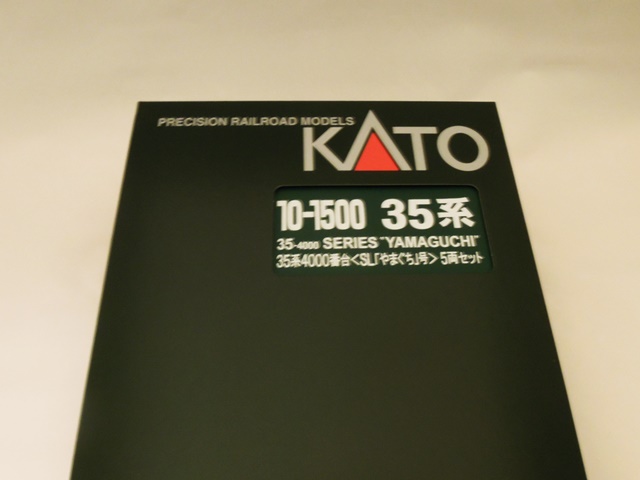 PRECISION RAILROAD MODELS
KATO
10-1500 35系
35-4000 SERIES "YAMAGUCHI"
35系4000番台<SL「やまぐち」号> 5両セット